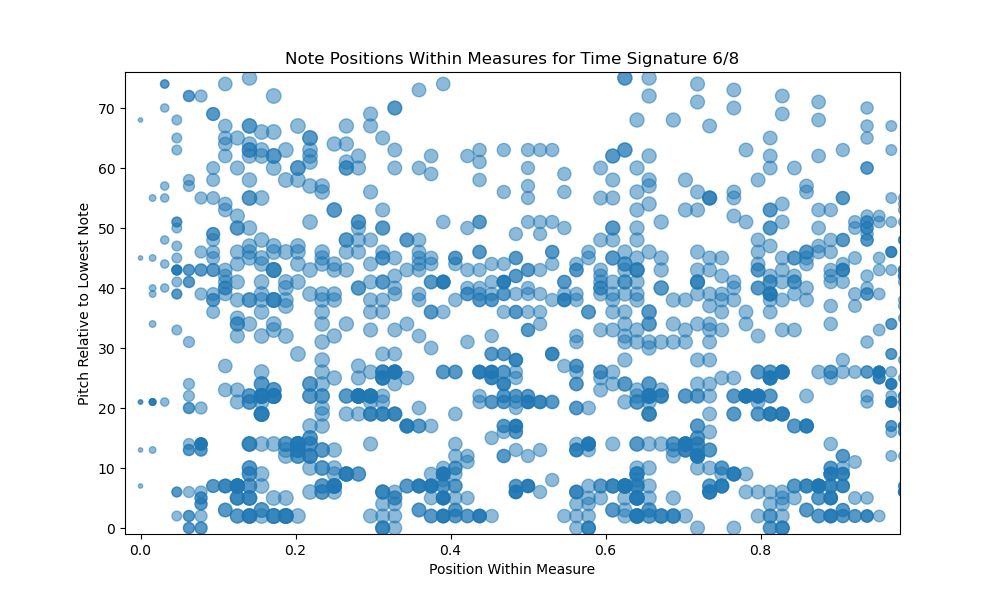 Note Positions Within Measures for Time Signature 6/8
70
60
50
40
30
20
10
0
Pitch Relative to Lowest Note
0.0 0.2 0.4 0.6 0.8
Position Within Measure